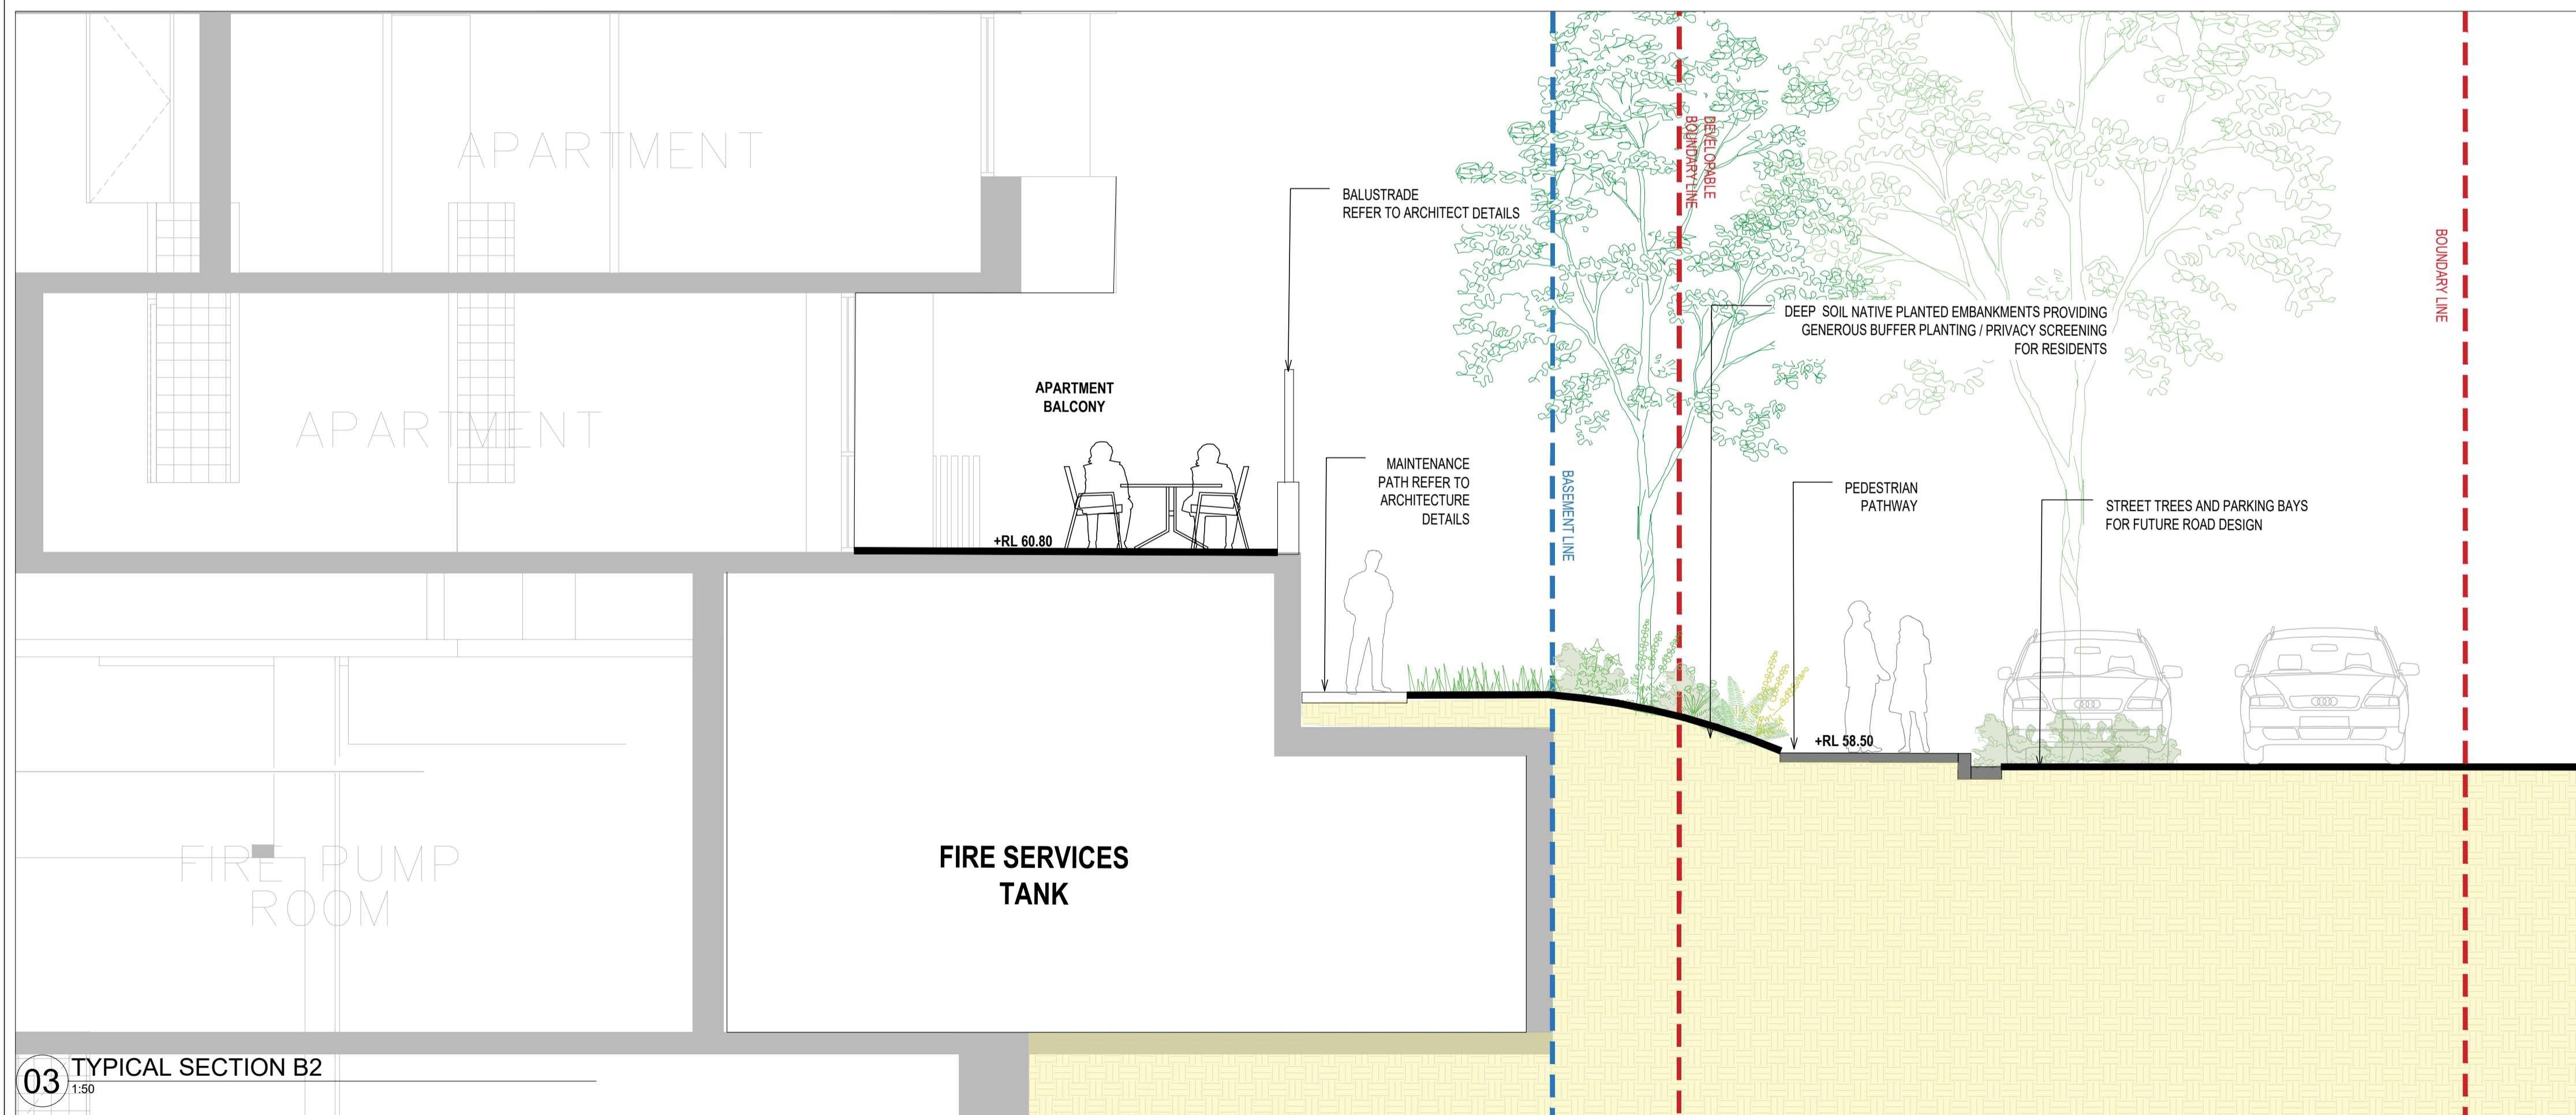 APARTMENT
DEVELOPABLE
BOUNDARY LINE
BALUSTRADE
REFER TO ARCHITECT DETAILS
BOUNDARY LINE
DEEP SOIL NATIVE PLANTED EMBANKMENTS PROVIDING
GENEROUS BUFFER PLANTING / PRIVACY SCREENING
FOR RESIDENTS
APARTMENT
BALCONY
APARTMENT
MAINTENANCE
PATH REFER TO
ARCHITECTURE
DETAILS
BASEMENT LINE
PEDESTRIAN
PATHWAY
STREET TREES AND PARKING BAYS
FOR FUTURE ROAD DESIGN
+RL 60.80
+RL 58.50
FIRE PUMP
ROOM
FIRE SERVICES
TANK
03
TYPICAL SECTION B2
1:50